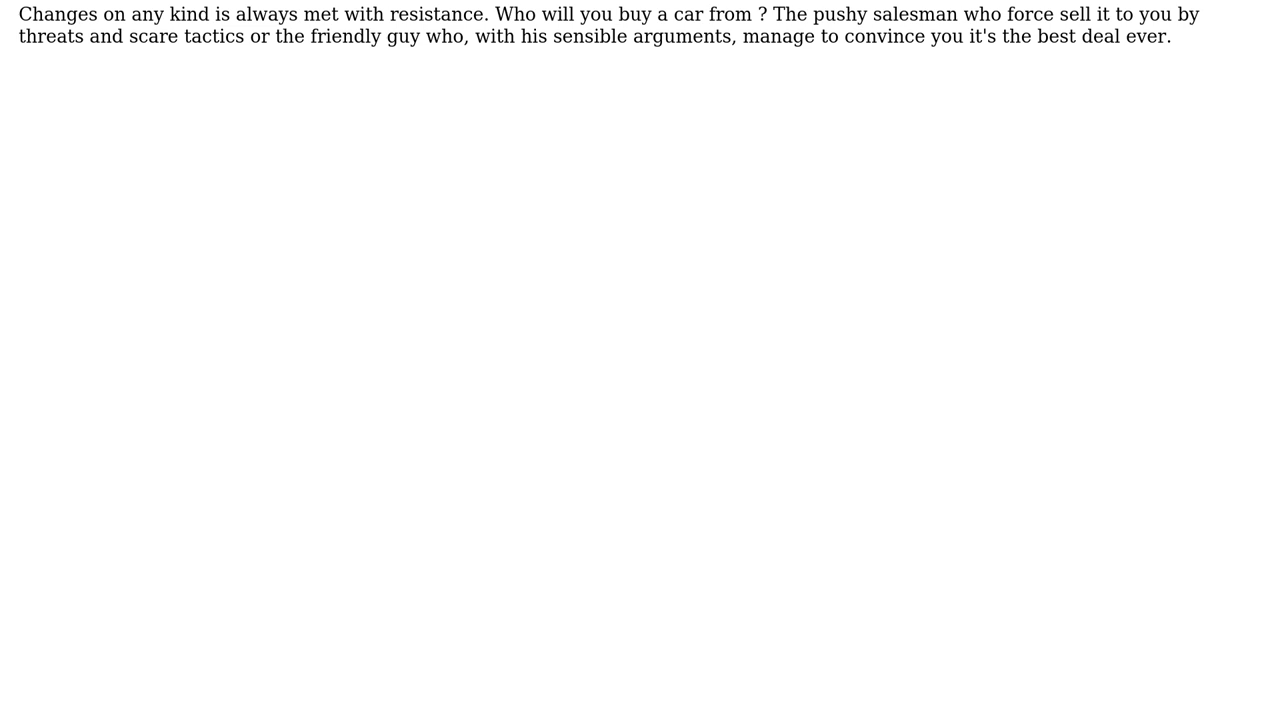 Changes on any kind is always met with resistance. Who will you buy a car from ? The pushy salesman who force sell it to you by
threats and scare tactics or the friendly guy who, with his sensible arguments, manage to convince you it's the best deal ever.